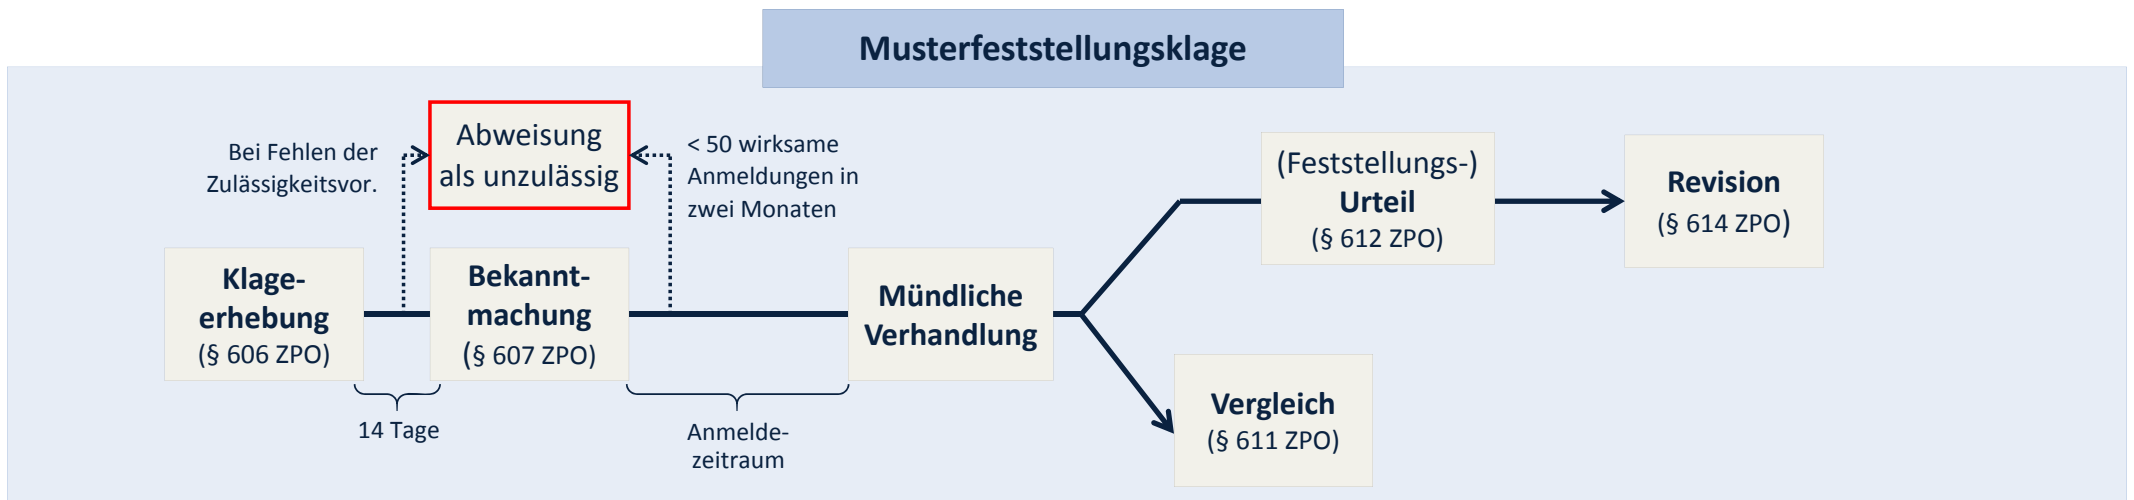 Musterfeststellungsklage
Bei Fehlen der
Zulässigkeitsvor.
Abweisung
als unzulässig
< 50 wirksame
Anmeldungen in
zwei Monaten
Klage-
erhebung
(§ 606 ZPO)
14 Tage
Bekannt-
machung
(§ 607 ZPO)
Anmelde-
zeitraum
Mündliche
Verhandlung
(Feststellungs-)
Urteil
(§ 612 ZPO)
Revision
(§ 614 ZPO)
Vergleich
(§ 611 ZPO)